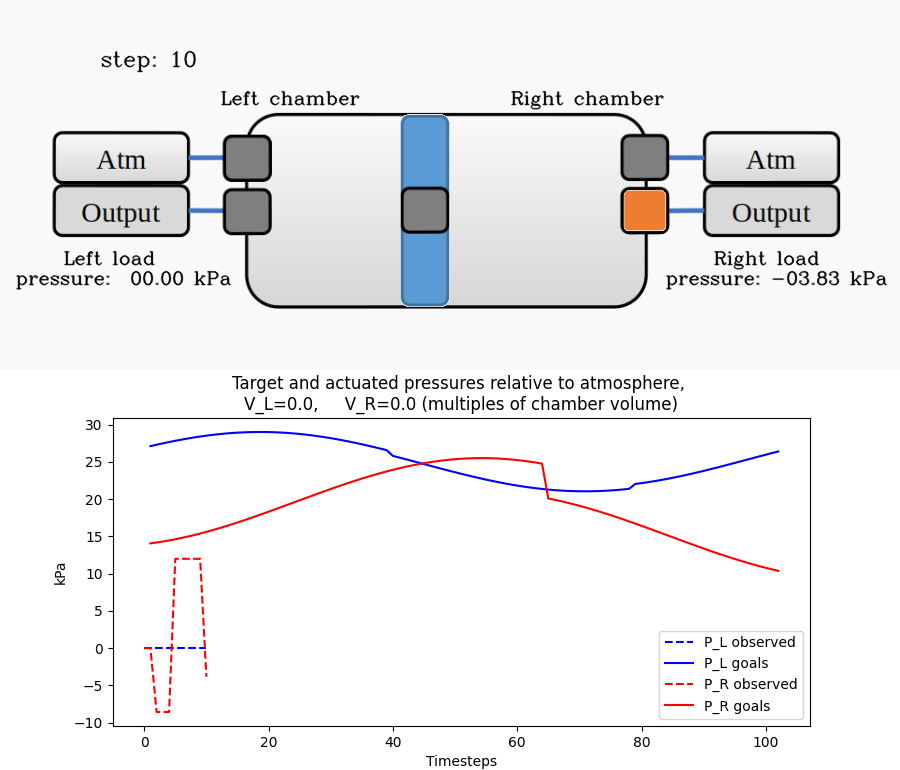 step: 10
Left chamber
Right chamber
Atm
Atm
Output
Output
Left load
pressure: 00.00 kPa
Right load
pressure: −03.83 kPa
Target and actuated pressures relative to atmosphere,
V_L=0.0, V_R=0.0 (multiples of chamber volume)
kPa
30
25
20
15
10
5
0
−5
−10
P_L observed
P_L goals
P_R observed
P_R goals
0 20 40 60 80 100
Timesteps